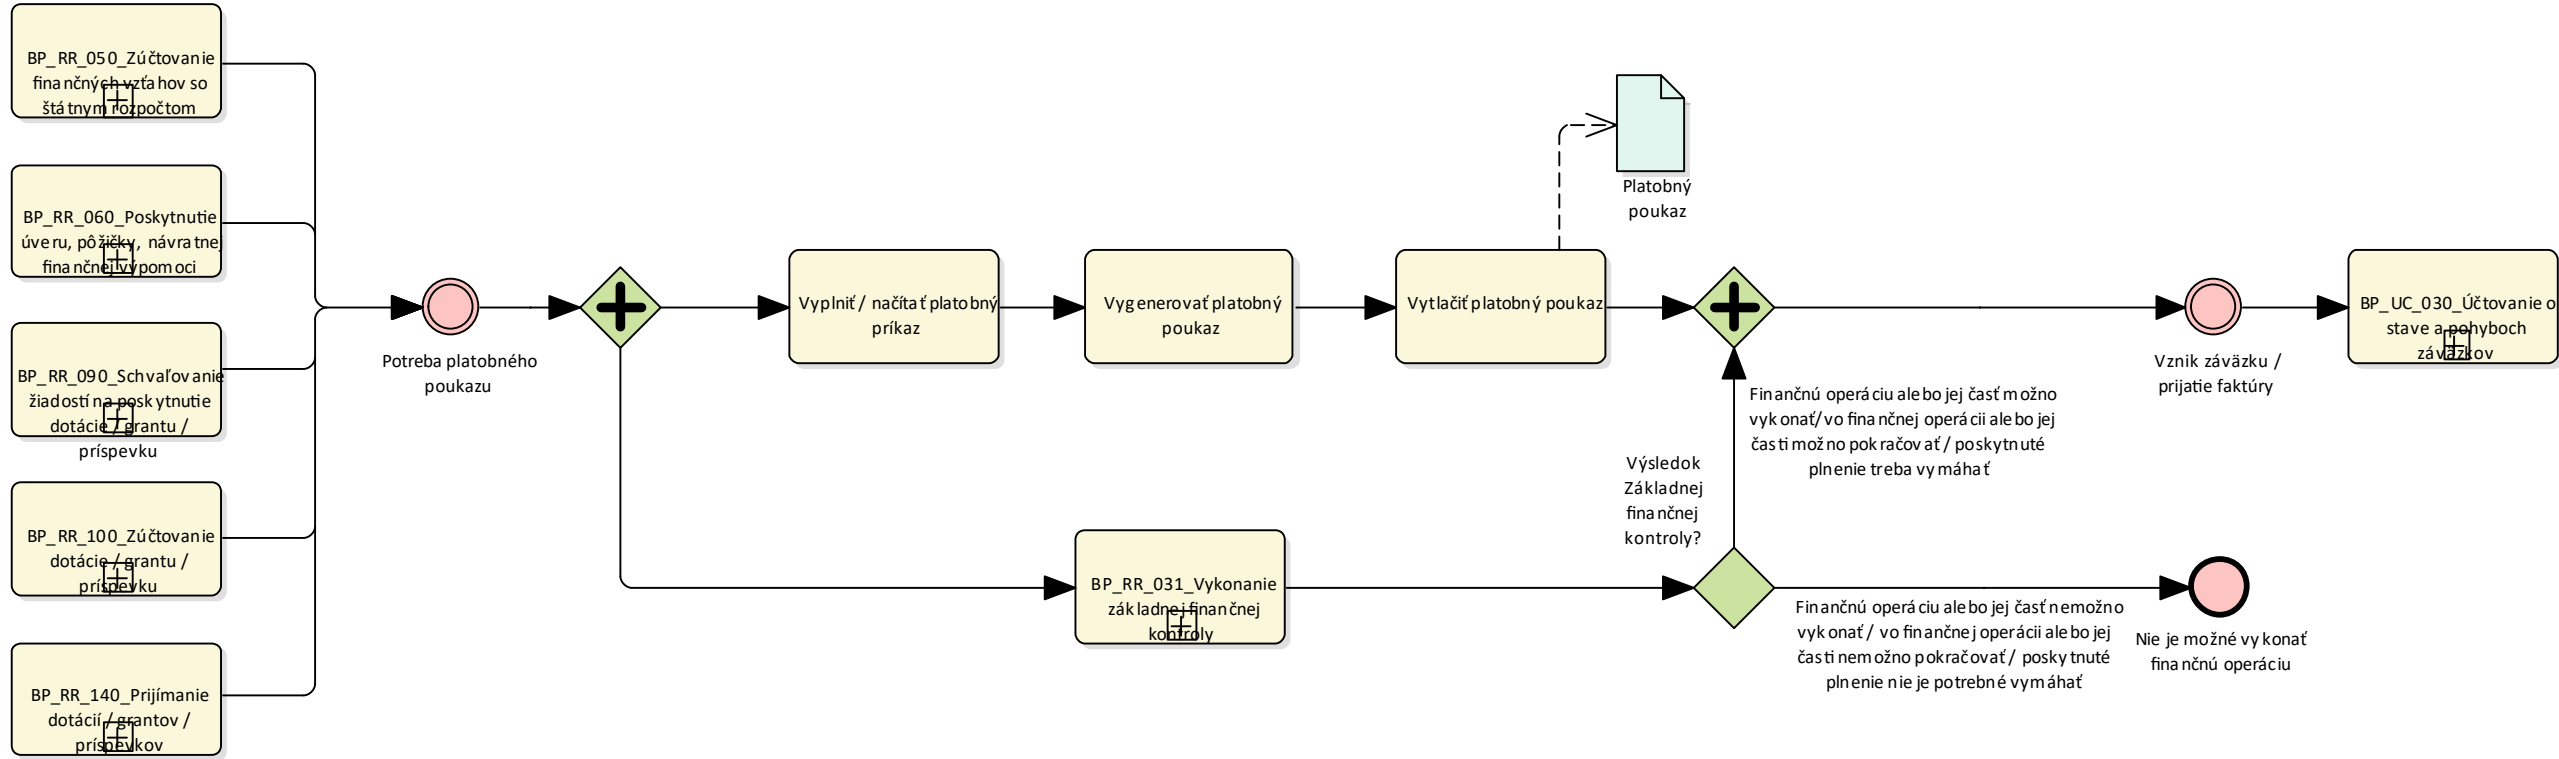 BP_RR_050_Zúčtovanie
finančných vzťahov so
štátnym rozpočtom
BP_RR_060_Poskytnutie
úveru, pôžičky, návratnej
finančnej výpomoci
BP_RR_090_Schvaľovanie
žiadostí na poskytnutie
dotácie / grantu /
príspevku
BP_RR_100_Zúčtovanie
dotácie / grantu /
príspevku
BP_RR_140_Prijímanie
dotácií / grantov /
príspevkov
Potreba platobného
poukazu
Vyplniť / načítať platobný
príkaz
Vygenerovať platobný
poukaz
Vytlačiť platobný poukaz
Platobný
poukaz
BP_RR_031_Vykonanie
základnej finančnej
kontroly
Výsledok
Základnej
finančnej
kontroly?
Finančnú operáciu alebo jej časť možno
vykonať/ vo finančnej operácii alebo jej
časti možno pokračovať / poskytnuté
plnenie treba vymáhať
Finančnú operáciu alebo jej časť nemožno
vykonať / vo finančnej operácii alebo jej
časti nemožno pokračovať / poskytnuté
plnenie nie je potrebné vymáhať
Vznik záväzku /
prijatie faktúry
BP_UC_030_Účtovanie o
stave a pohyboch
záväzkov
Nie je možné vykonať
finančnú operáciu